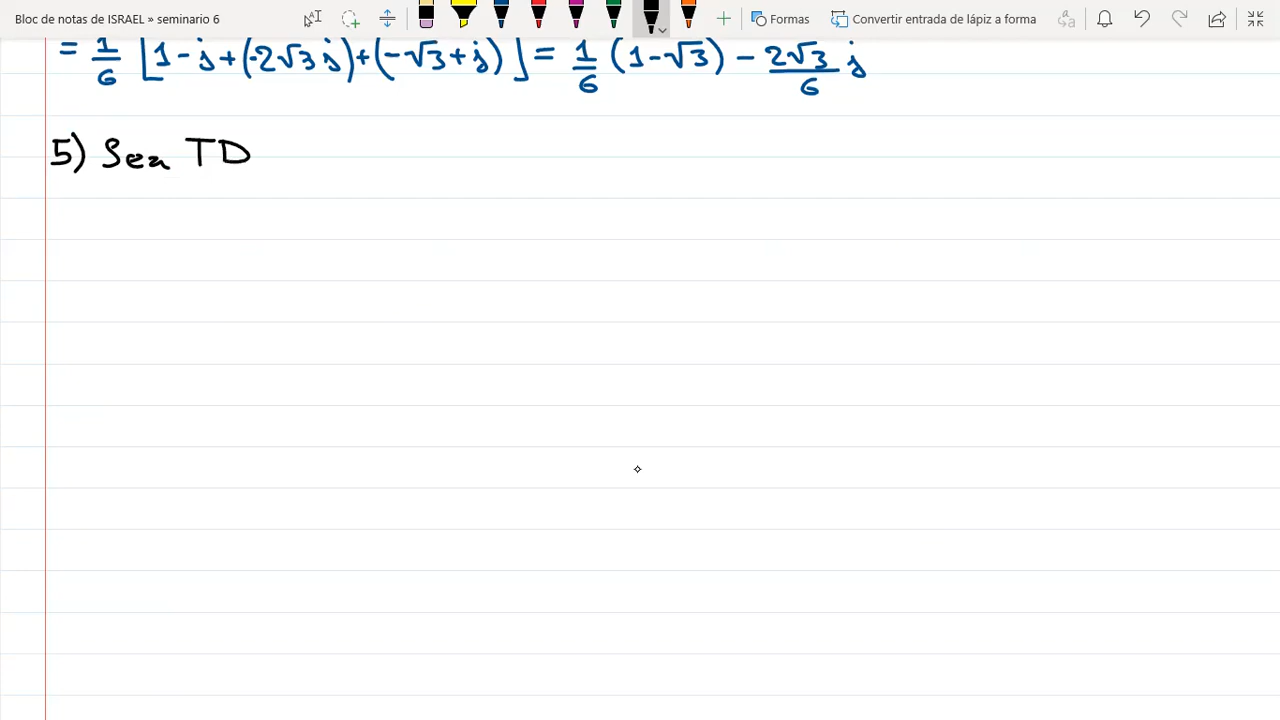 Bloc de notas de ISRAEL » seminario 6
Formas
Convertir entrada de lápiz a forma
= 1/6 [1-j+(-2√3j)+(-√3+j)] = 1/6 (1-√3) - 2√3/6 j
5) Sea TD